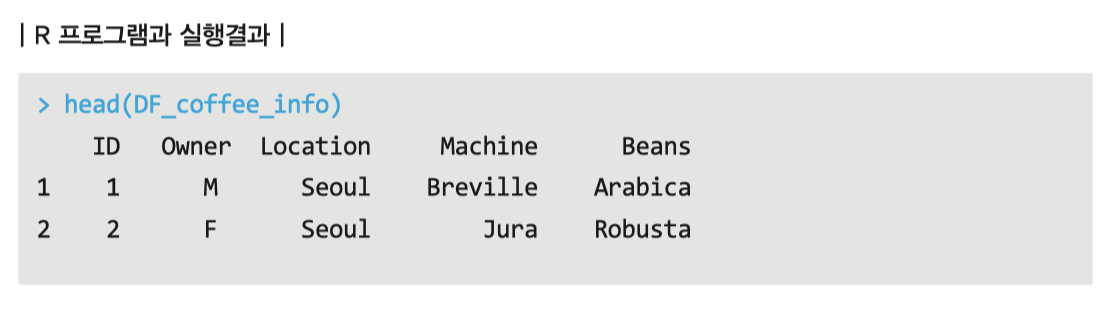 | R 프로그램과 실행결과 |
> head(DF_coffee_info)
ID Owner Location Machine Beans
1 1 M Seoul Breville Arabica
2 2 F Seoul Jura Robusta